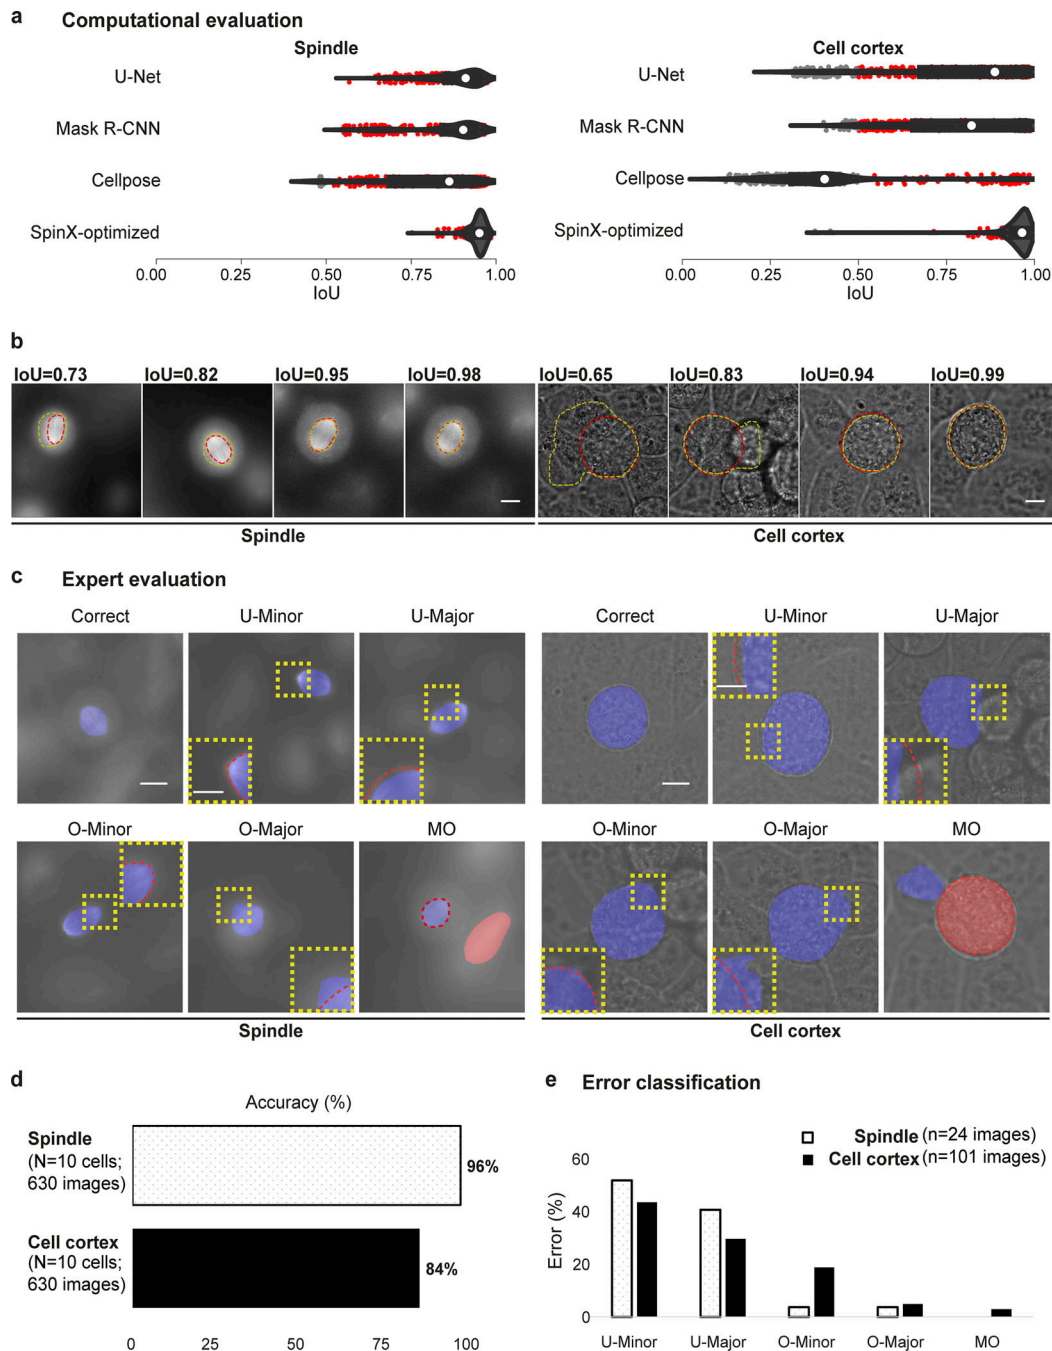 a Computational evaluation
Spindle
U-Net
Mask R-CNN
Cellpose
SpinX-optimized
0.00 0.25 0.50 0.75 1.00
IoU
Cell cortex
U-Net
Mask R-CNN
Cellpose
SpinX-optimized
0.00 0.25 0.50 0.75 1.00
IoU
b
IoU=0.73 IoU=0.82 IoU=0.95 IoU=0.98 IoU=0.65 IoU=0.83 IoU=0.94 IoU=0.99
Spindle Cell cortex
c Expert evaluation
Correct U-Minor U-Major Correct U-Minor U-Major
O-Minor O-Major MO O-Minor O-Major MO
Spindle Cell cortex
d
Accuracy (%)
Spindle
(N=10 cells;
630 images)
96%
Cell cortex
(N=10 cells;
630 images)
84%
0 25 50 75 100
e Error classification
Spindle (n=24 images)
Cell cortex (n=101 images)
Error (%)
60
40
20
0
U-Minor U-Major O-Minor O-Major MO